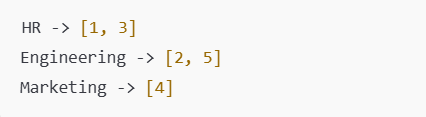 HR -> [1, 3]
Engineering -> [2, 5]
Marketing -> [4]